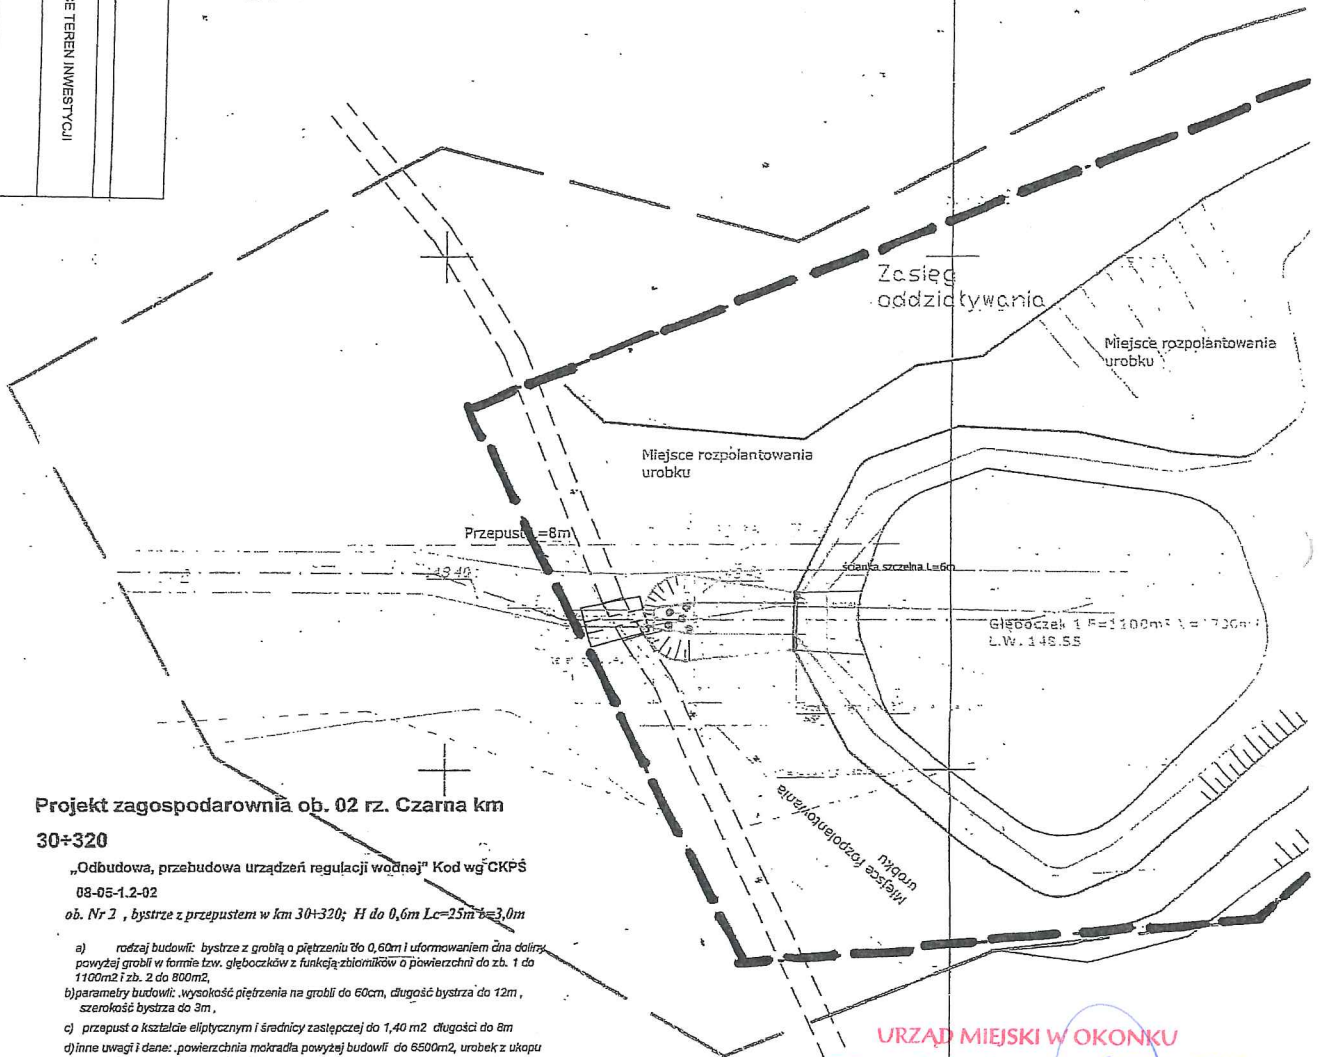 E TEREN INWESTYCJI
Zasięg
oddziaływania
Miejsce rozpolantowania
urobku
Miejsce rozpolantowania
urobku
Przepust L=8m
ścianka szczelna L=6m
Głęboczek 1 F=1100m²
L.W. 148.55
Miejsce rozpolantowania
urobku
Projekt zagospodarownia ob. 02 rz. Czarna km
30+320
„Odbudowa, przebudowa urządzeń regulacji wodnej" Kod wg CKPŚ
08-05-1.2-02
ob. Nr 2 , bystrze z przepustem w km 30+320; H do 0,6m Lc=25m b=3,0m
a) rodzaj budowli: bystrze z groblą o piętrzeniu do 0,60m i uformowaniem dna doliny
powyżej grobli w formie tzw. głęboczków z funkcją-zbiorników o powierzchni do zb. 1 do
1100m2 i zb. 2 do 800m2,
b)parametry budowli: .wysokość piętrzenia na grobli do 60cm, długość bystrza do 12m ,
szerokość bystrza do 3m ,
c) przepust o kształcie eliptycznym i średnicy zastępczej do 1,40 m2 długości do 8m
d)inne uwagi i dane: .powierzchnia mokradła powyżej budowli do 6500m2, urobek z ukopu
URZĄD MIEJSKI W OKONKU